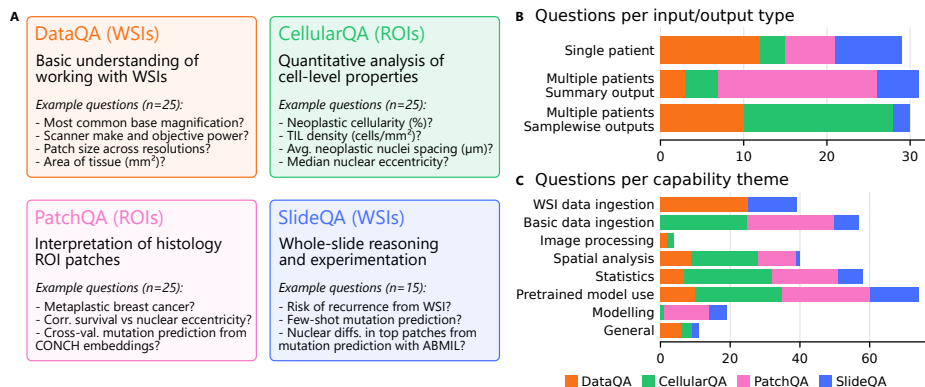 A
DataQA (WSIs)
Basic understanding of
working with WSIs
Example questions (n=25):
- Most common base magnification?
- Scanner make and objective power?
- Patch size across resolutions?
- Area of tissue (mm²)?
CellularQA (ROIs)
Quantitative analysis of
cell-level properties
Example questions (n=25):
- Neoplastic cellularity (%)?
- TIL density (cells/mm²)?
- Avg. neoplastic nuclei spacing (μm)?
- Median nuclear eccentricity?
PatchQA (ROIs)
Interpretation of histology
ROI patches
Example questions (n=25):
- Metaplastic breast cancer?
- Corr. survival vs nuclear eccentricity?
- Cross-val. mutation prediction from
CONCH embeddings?
SlideQA (WSIs)
Whole-slide reasoning
and experimentation
Example questions (n=15):
- Risk of recurrence from WSI?
- Few-shot mutation prediction?
- Nuclear diffs. in top patches from
mutation prediction with ABMIL?
B Questions per input/output type
Single patient
Multiple patients
Summary output
Multiple patients
Samplewise outputs
0 10 20 30
C Questions per capability theme
WSI data ingestion
Basic data ingestion
Image processing
Spatial analysis
Statistics
Pretrained model use
Modelling
General
0 20 40 60
DataQA CellularQA PatchQA SlideQA